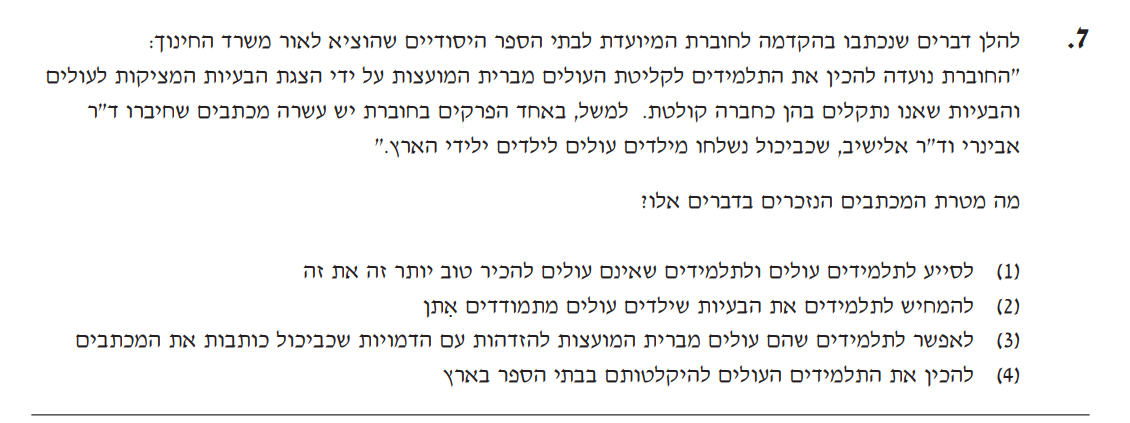 7. להלן דברים שנכתבו בהקדמה לחוברת המיועדת לבתי הספר היסודיים שהוציא לאור משרד החינוך:
"החוברת נועדה להכין את התלמידים לקליטת העולים מברית המועצות על ידי הצגת הבעיות המציקות לעולים
והבעיות שאנו נתקלים בהן כחברה קולטת. למשל, באחד הפרקים בחוברת יש עשרה מכתבים שחיברו ד"ר
אבינרי וד"ר אלישיב, שכביכול נשלחו מילדים עולים לילדים ילידי הארץ."
מה מטרת המכתבים הנזכרים בדברים אלו?
(1) לסייע לתלמידים עולים ולתלמידים שאינם עולים להכיר טוב יותר זה את זה
(2) להמחיש לתלמידים את הבעיות שילדים עולים מתמודדים אִתן
(3) לאפשר לתלמידים שהם עולים מברית המועצות להזדהות עם הדמויות שכביכול כותבות את המכתבים
(4) להכין את התלמידים העולים להיקלטותם בבתי הספר בארץ